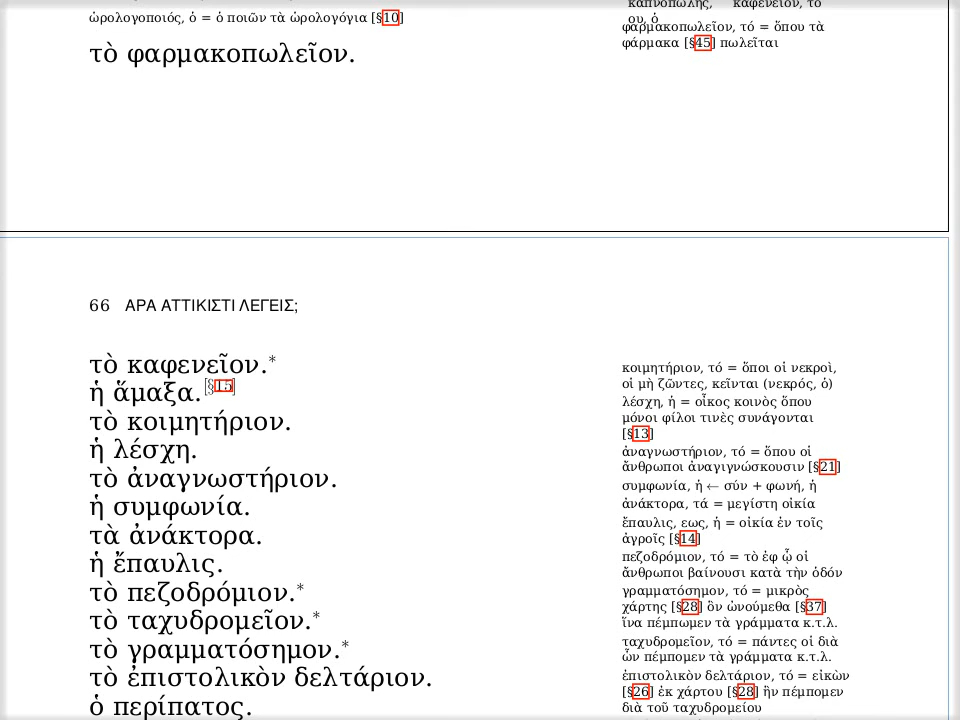 ὡρολογοποιός, ὁ = ὁ ποιῶν τὰ ὡρολογόγια [§10]
τὸ φαρμακοπωλεῖον.
καπνοπώλης, καφενεῖον, τό
ου, ὁ
φαρμακοπωλεῖον, τό = ὅπου τὰ
φάρμακα [§45] πωλεῖται
66 ΑΡΑ ΑΤΤΙΚΙΣΤΙ ΛΕΓΕΙΣ;
τὸ καφενεῖον.*
ἡ ἅμαξα.[§15]
τὸ κοιμητήριον.
ἡ λέσχη.
τὸ ἀναγνωστήριον.
ἡ συμφωνία.
τὰ ἀνάκτορα.
ἡ ἔπαυλις.
τὸ πεζοδρόμιον.*
τὸ ταχυδρομεῖον.*
τὸ γραμματόσημον.*
τὸ ἐπιστολικὸν δελτάριον.
ὁ περίπατος.
κοιμητήριον, τό = ὅποι οἱ νεκροὶ,
οἱ μὴ ζῶντες, κεῖνται (νεκρός, ὁ)
λέσχη, ἡ = οἶκος κοινὸς ὅπου
μόνοι φίλοι τινὲς συνάγονται
[§13]
ἀναγνωστήριον, τό = ὅπου οἱ
ἄνθρωποι ἀναγιγνώσκουσιν [§21]
συμφωνία, ἡ ← σύν + φωνή, ἡ
ἀνάκτορα, τά = μεγίστη οἰκία
ἔπαυλις, εως, ἡ = οἰκία ἐν τοῖς
ἀγροῖς [§14]
πεζοδρόμιον, τό = τὸ ἐφ ᾧ οἱ
ἄνθρωποι βαίνουσι κατὰ τὴν ὁδόν
γραμματόσημον, τό = μικρὸς
χάρτης [§28] ὃν ὠνούμεθα [§37]
ἵνα πέμπωμεν τὰ γράμματα κ.τ.λ.
ταχυδρομεῖον, τό = πάντες οἱ διὰ
ὧν πέμπομεν τὰ γράμματα κ.τ.λ.
ἐπιστολικὸν δελτάριον, τό = εἰκὼν
[§26] ἐκ χάρτου [§28] ἣν πέμπομεν
διὰ τοῦ ταχυδρομείου